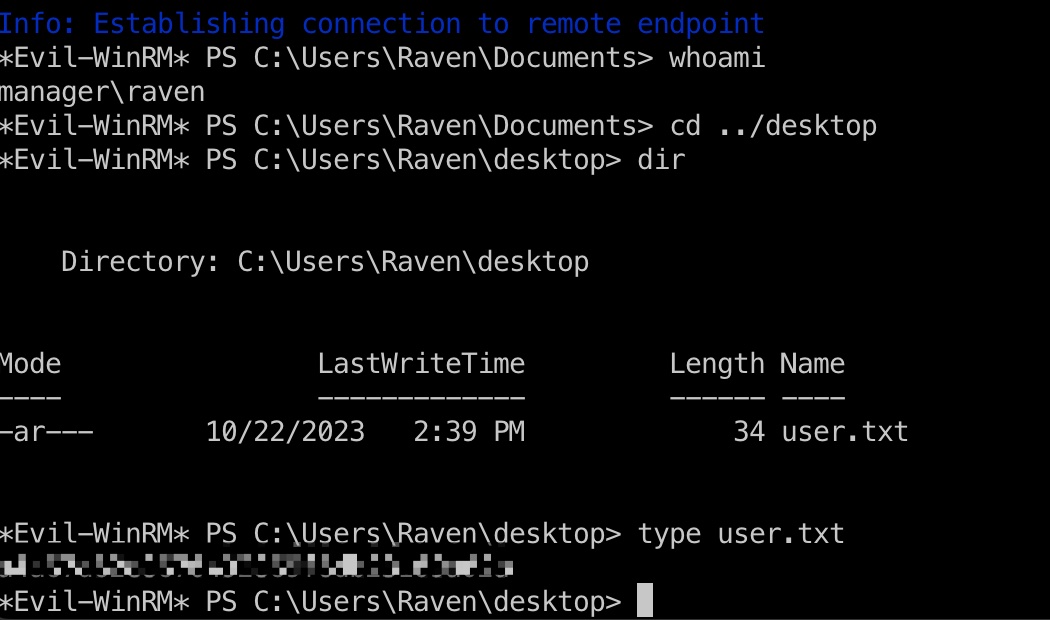 Info: Establishing connection to remote endpoint
*Evil-WinRM* PS C:\Users\Raven\Documents> whoami
manager\raven
*Evil-WinRM* PS C:\Users\Raven\Documents> cd ../desktop
*Evil-WinRM* PS C:\Users\Raven\desktop> dir
Directory: C:\Users\Raven\desktop
Mode LastWriteTime Length Name
---- ------------- ------ ----
-ar--- 10/22/2023 2:39 PM 34 user.txt
*Evil-WinRM* PS C:\Users\Raven\desktop> type user.txt
*Evil-WinRM* PS C:\Users\Raven\desktop>